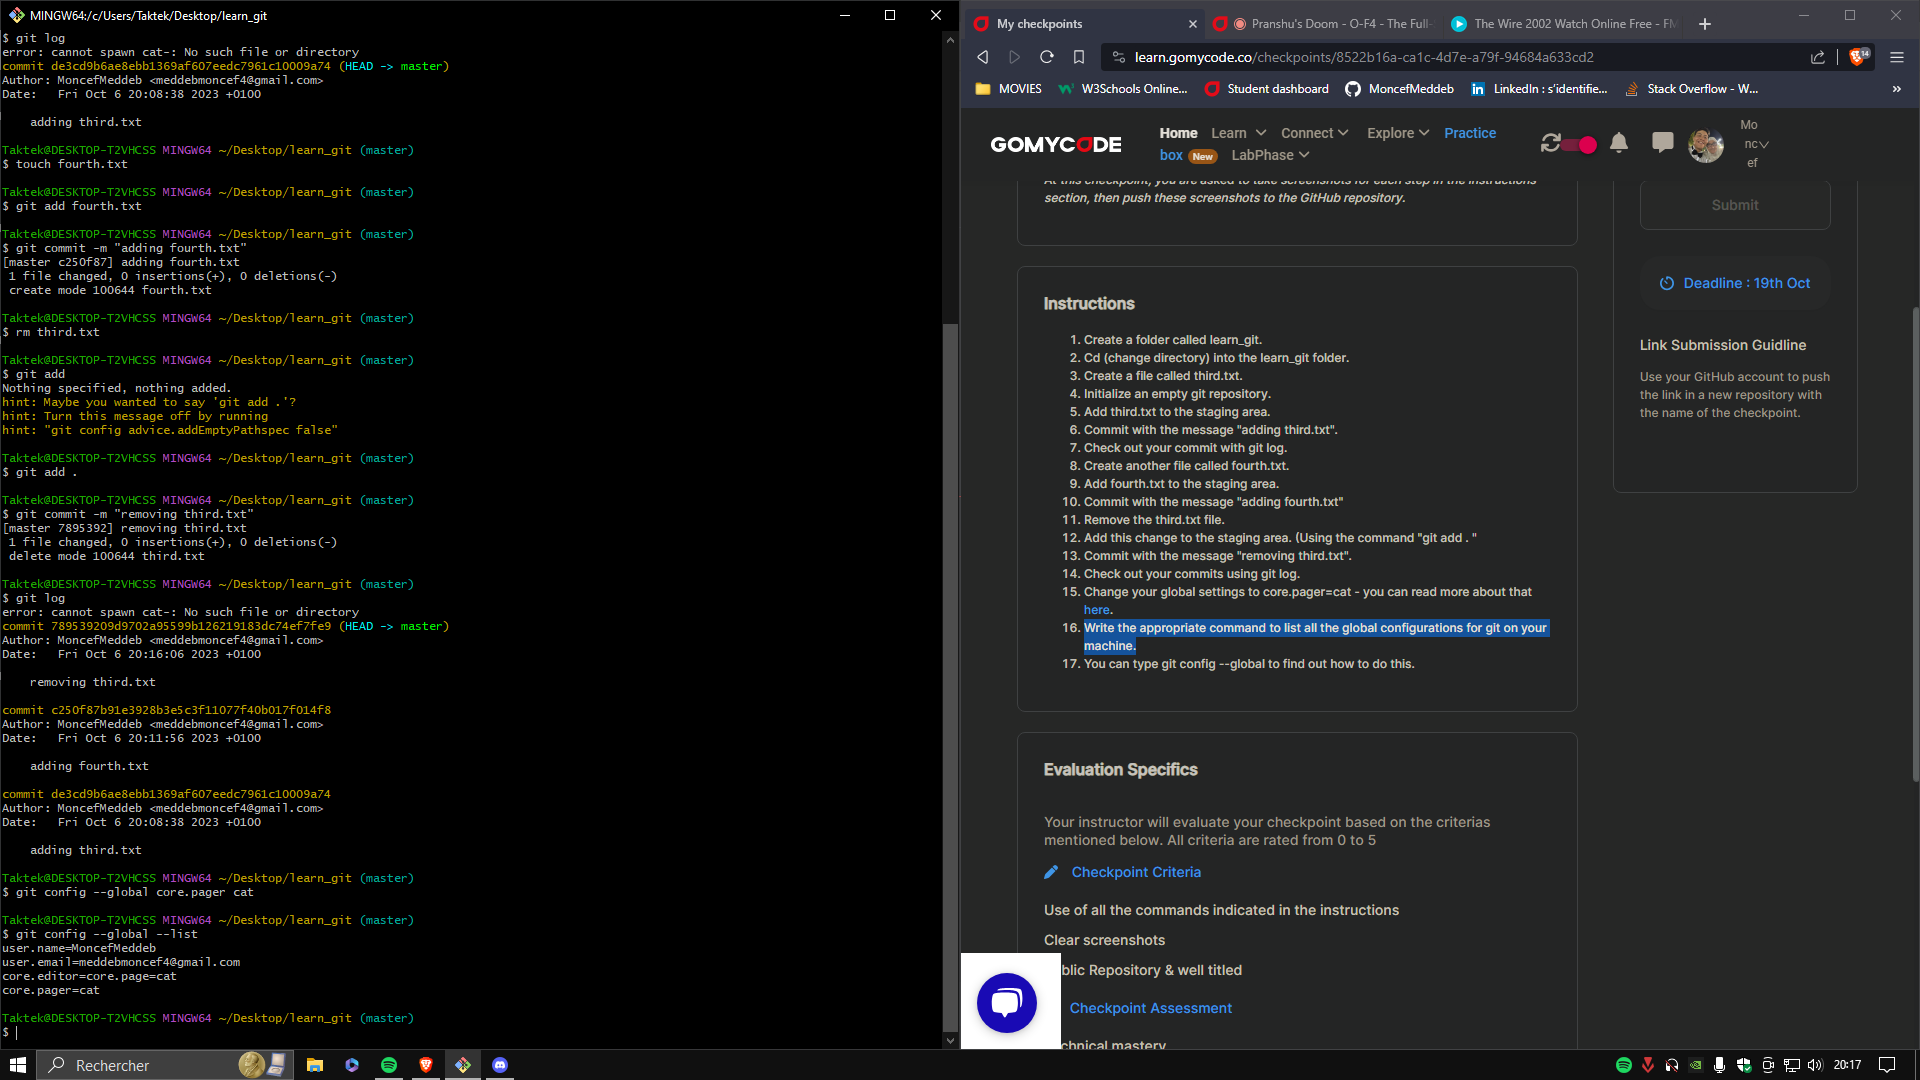 MINGW64:/c/Users/Taktek/Desktop/learn_git
$ git log
error: cannot spawn cat-: No such file or directory
commit de3cd9b6ae8ebb1369af607eedc7961c10009a74 (HEAD -> master)
Author: MoncefMeddeb <meddebmoncef4@gmail.com>
Date:   Fri Oct 6 20:08:38 2023 +0100
adding third.txt
Taktek@DESKTOP-T2VHCSS MINGW64 ~/Desktop/learn_git (master)
$ touch fourth.txt
Taktek@DESKTOP-T2VHCSS MINGW64 ~/Desktop/learn_git (master)
$ git add fourth.txt
Taktek@DESKTOP-T2VHCSS MINGW64 ~/Desktop/learn_git (master)
$ git commit -m "adding fourth.txt"
[master c250f87] adding fourth.txt
1 file changed, 0 insertions(+), 0 deletions(-)
create mode 100644 fourth.txt
Taktek@DESKTOP-T2VHCSS MINGW64 ~/Desktop/learn_git (master)
$ rm third.txt
Taktek@DESKTOP-T2VHCSS MINGW64 ~/Desktop/learn_git (master)
$ git add
Nothing specified, nothing added.
hint: Maybe you wanted to say 'git add .'?
hint: Turn this message off by running
hint: "git config advice.addEmptyPathspec false"
Taktek@DESKTOP-T2VHCSS MINGW64 ~/Desktop/learn_git (master)
$ git add .
Taktek@DESKTOP-T2VHCSS MINGW64 ~/Desktop/learn_git (master)
$ git commit -m "removing third.txt"
[master 7895392] removing third.txt
1 file changed, 0 insertions(+), 0 deletions(-)
delete mode 100644 third.txt
Taktek@DESKTOP-T2VHCSS MINGW64 ~/Desktop/learn_git (master)
$ git log
error: cannot spawn cat-: No such file or directory
commit 789539209d9702a95599b126219183dc74ef7fe9 (HEAD -> master)
Author: MoncefMeddeb <meddebmoncef4@gmail.com>
Date:   Fri Oct 6 20:16:06 2023 +0100
removing third.txt
commit c250f87b91e3928b3e5c3f11077f40b017f014f8
Author: MoncefMeddeb <meddebmoncef4@gmail.com>
Date:   Fri Oct 6 20:11:56 2023 +0100
adding fourth.txt
commit de3cd9b6ae8ebb1369af607eedc7961c10009a74
Author: MoncefMeddeb <meddebmoncef4@gmail.com>
Date:   Fri Oct 6 20:08:38 2023 +0100
adding third.txt
Taktek@DESKTOP-T2VHCSS MINGW64 ~/Desktop/learn_git (master)
$ git config --global core.pager cat
Taktek@DESKTOP-T2VHCSS MINGW64 ~/Desktop/learn_git (master)
$ git config --global --list
user.name=MoncefMeddeb
user.email=meddebmoncef4@gmail.com
core.editor=core.page=cat
core.pager=cat
Taktek@DESKTOP-T2VHCSS MINGW64 ~/Desktop/learn_git (master)
$
My checkpoints
Pranshu's Doom - O-F4 - The Full-
The Wire 2002 Watch Online Free - FM
learn.gomycode.co/checkpoints/8522b16a-ca1c-4d7e-a79f-94684a633cd2
14
MOVIES
W3Schools Online...
Student dashboard
MoncefMeddeb
LinkedIn : s'identifie...
Stack Overflow - W...
GOMYCODE
Home
Learn
Connect
Explore
Practice box New
LabPhase
Mo
nc
ef
At this checkpoint, you are asked to take screenshots for each step in the instructions
section, then push these screenshots to the GitHub repository.
Instructions
1. Create a folder called learn_git.
2. Cd (change directory) into the learn_git folder.
3. Create a file called third.txt.
4. Initialize an empty git repository.
5. Add third.txt to the staging area.
6. Commit with the message "adding third.txt".
7. Check out your commit with git log.
8. Create another file called fourth.txt.
9. Add fourth.txt to the staging area.
10. Commit with the message "adding fourth.txt"
11. Remove the third.txt file.
12. Add this change to the staging area. (Using the command "git add . "
13. Commit with the message "removing third.txt".
14. Check out your commits using git log.
15. Change your global settings to core.pager=cat - you can read more about that
here.
16. Write the appropriate command to list all the global configurations for git on your
machine.
17. You can type git config --global to find out how to do this.
Submit
Deadline : 19th Oct
Link Submission Guidline
Use your GitHub account to push
the link in a new repository with
the name of the checkpoint.
Evaluation Specifics
Your instructor will evaluate your checkpoint based on the criterias
mentioned below. All criteria are rated from 0 to 5
Checkpoint Criteria
Use of all the commands indicated in the instructions
Clear screenshots
blic Repository & well titled
Checkpoint Assessment
chnical mastery
Rechercher
20:17